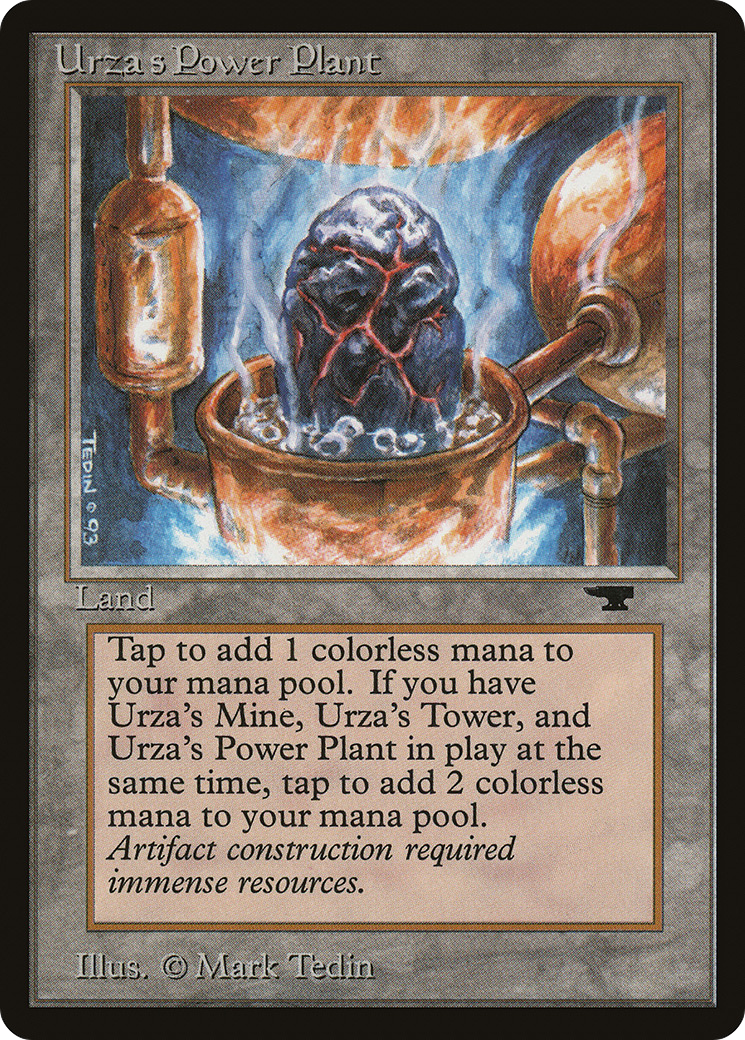 Urza's Power Plant
TEDIN © 93
Land
Tap to add 1 colorless mana to
your mana pool. If you have
Urza's Mine, Urza's Tower, and
Urza's Power Plant in play at the
same time, tap to add 2 colorless
mana to your mana pool.
Artifact construction required
immense resources.
Illus. © Mark Tedin